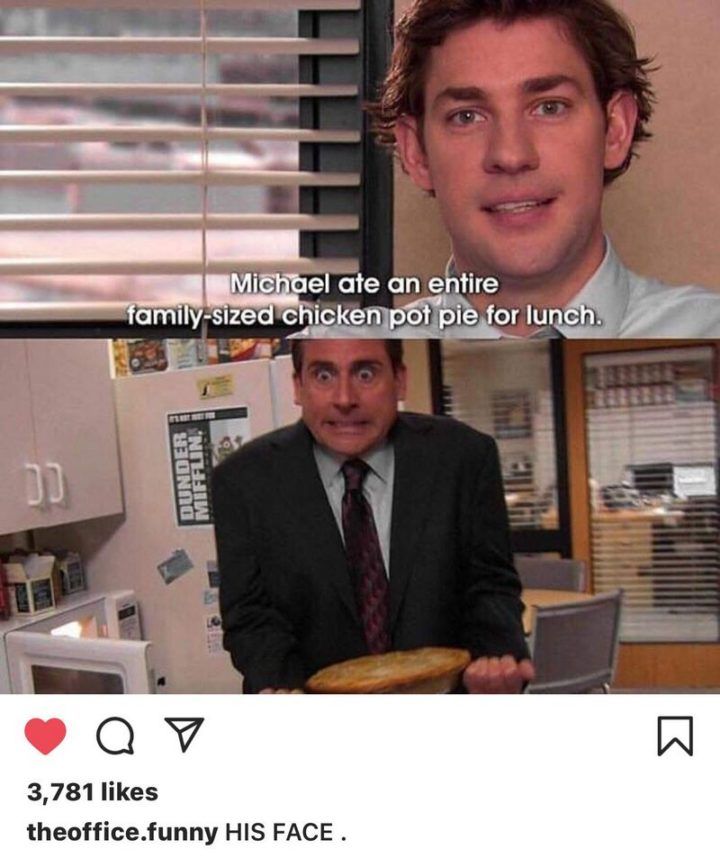 Michael ate an entire
family-sized chicken pot pie for lunch.
DUNDER
MIFFLIN
3,781 likes
theoffice.funny HIS FACE .